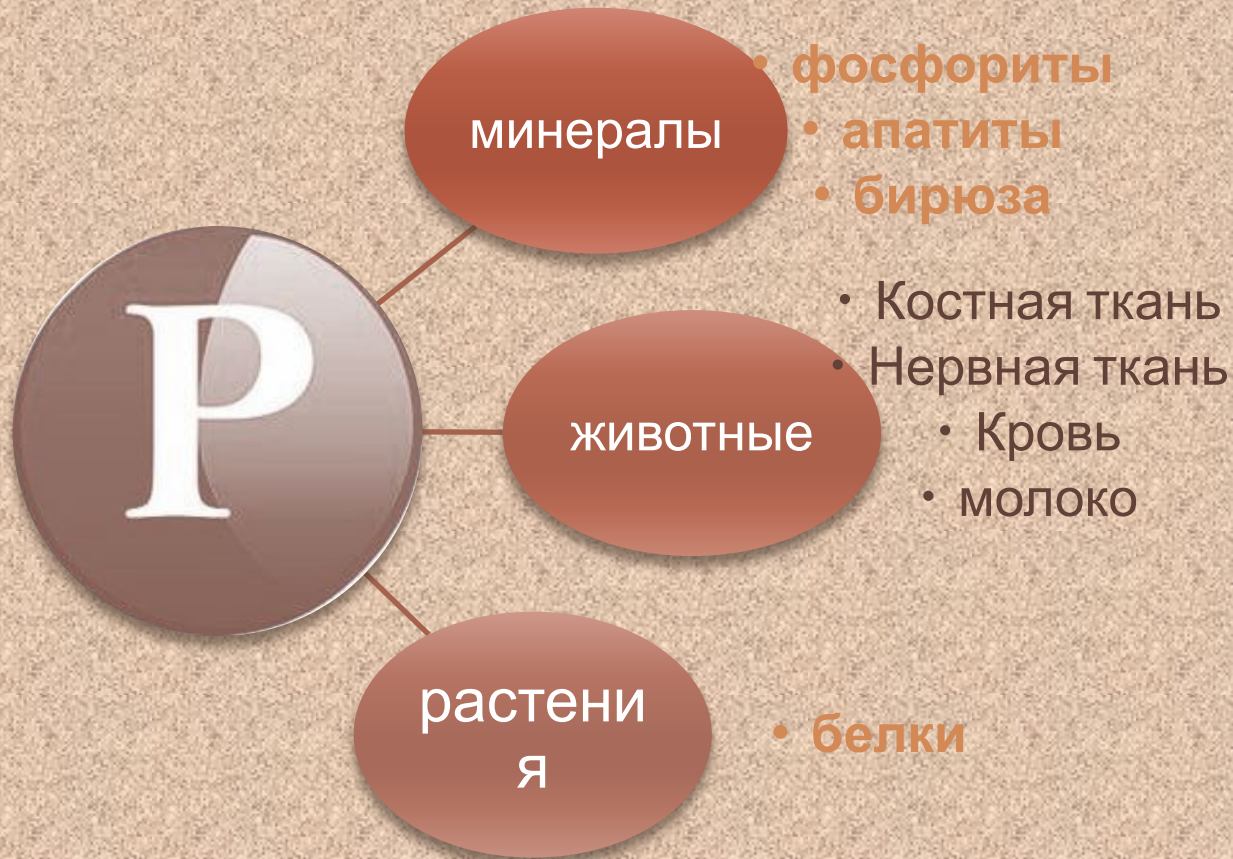 P
минералы
• фосфориты
• апатиты
• бирюза
животные
• Костная ткань
• Нервная ткань
• Кровь
• молоко
растени
я
• белки